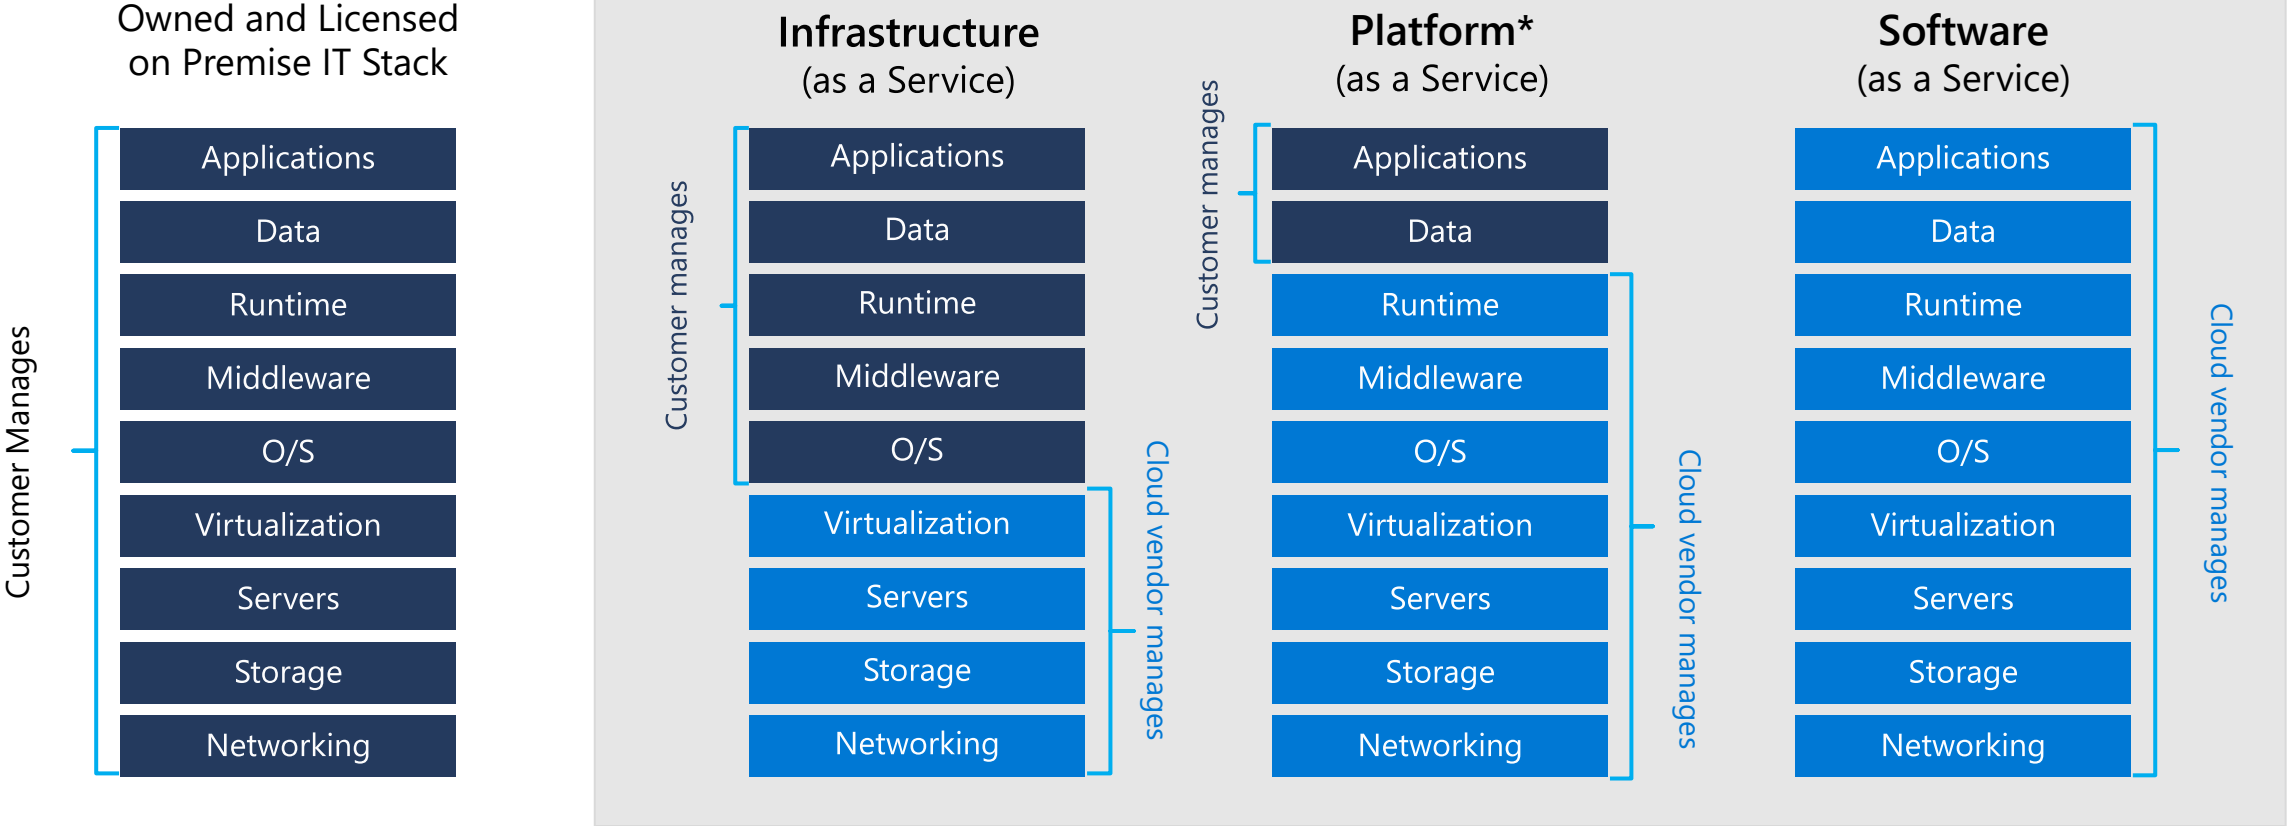 Owned and Licensed
on Premise IT Stack
Customer Manages
Applications
Data
Runtime
Middleware
O/S
Virtualization
Servers
Storage
Networking
Infrastructure
(as a Service)
Customer manages
Applications
Data
Runtime
Middleware
O/S
Virtualization
Servers
Storage
Networking
Cloud vendor manages
Platform*
(as a Service)
Customer manages
Applications
Data
Runtime
Middleware
O/S
Virtualization
Servers
Storage
Networking
Cloud vendor manages
Software
(as a Service)
Applications
Data
Runtime
Middleware
O/S
Virtualization
Servers
Storage
Networking
Cloud vendor manages